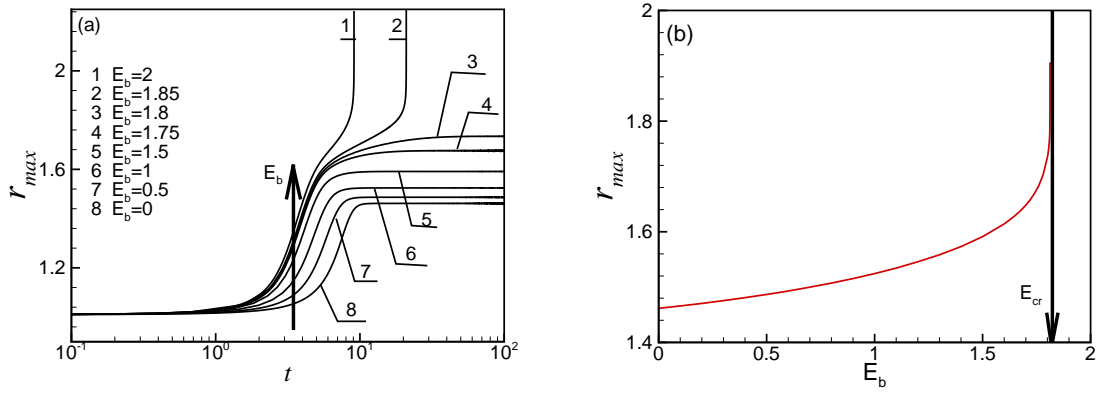 (a)
1
2
3
4
5
6
7
8
1 E_b=2
2 E_b=1.85
3 E_b=1.8
4 E_b=1.75
5 E_b=1.5
6 E_b=1
7 E_b=0.5
8 E_b=0
E_b
r_max
2
1.6
1.2
10^-1
10^0
10^1
10^2
t
(b)
E_cr
r_max
2
1.8
1.6
1.4
0
0.5
1
1.5
2
E_b